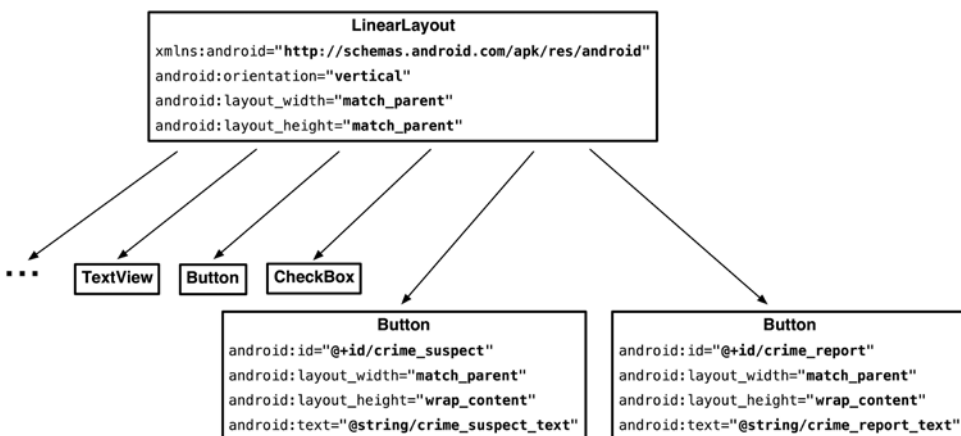 LinearLayout
xmlns:android="http://schemas.android.com/apk/res/android"
android:orientation="vertical"
android:layout_width="match_parent"
android:layout_height="match_parent"
...
TextView
Button
CheckBox
Button
android:id="@+id/crime_suspect"
android:layout_width="match_parent"
android:layout_height="wrap_content"
android:text="@string/crime_suspect_text"
Button
android:id="@+id/crime_report"
android:layout_width="match_parent"
android:layout_height="wrap_content"
android:text="@string/crime_report_text"